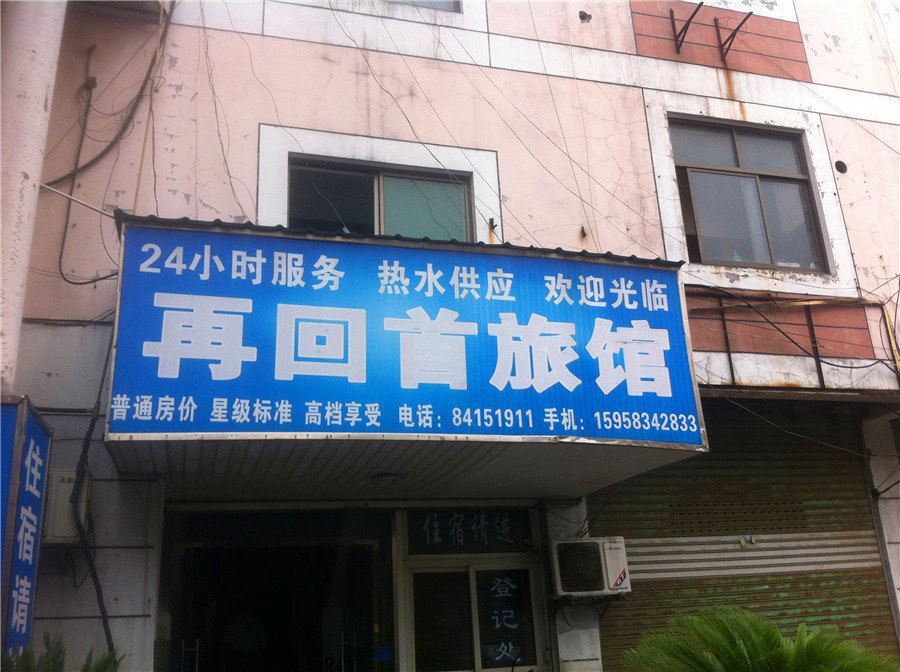 24小时服务 热水供应 欢迎光临
再回首旅馆
普通房价 星级标准 高档享受 电话：84151911 手机：15958342833
住宿请进
登记处
住宿请